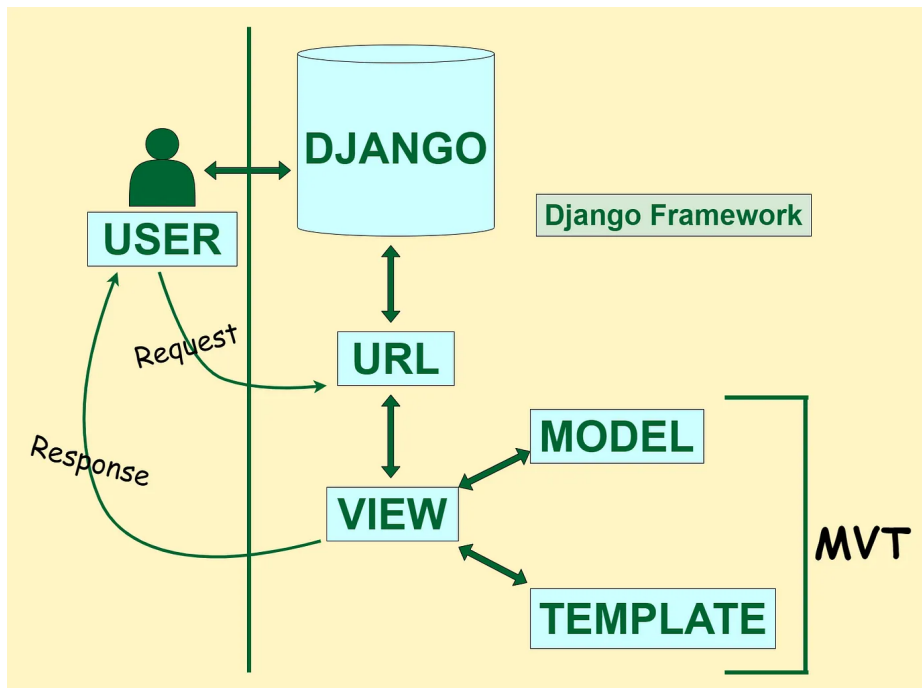 DJANGO
USER
Django Framework
Request
URL
Response
MODEL
VIEW
MVT
TEMPLATE